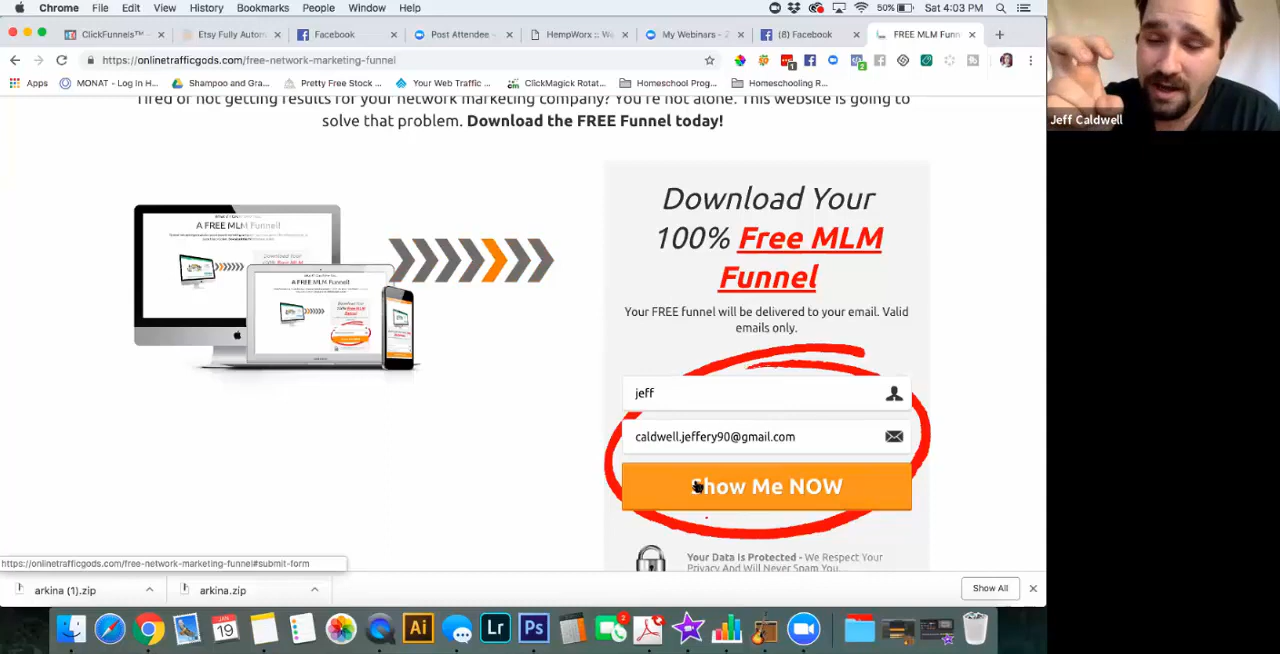 Chrome File Edit View History Bookmarks People Window Help
50% Sat 4:03 PM
ClickFunnels™
Etsy Fully Autom
Facebook
Post Attendee -
HempWorx :: We
My Webinars - Z
(8) Facebook
FREE MLM Funn
https://onlinetrafficgods.com/free-network-marketing-funnel
Apps
MONAT - Log in H...
Shampoo and Gra...
Pretty Free Stock ...
Your Web Traffic ...
ClickMagick Rotat...
Homeschool Prog...
Homeschooling R...
Jeff Caldwell
Tired of not getting results for your network marketing company? You're not alone. This website is going to
solve that problem. Download the FREE Funnel today!
A FREE MLM Funnel!
A FREE MLM Funnel!
Download Your
100% Free MLM
Funnel
Your FREE funnel will be delivered to your email. Valid
emails only.
jeff
caldwell.jeffery90@gmail.com
Show Me NOW
Your Data Is Protected - We Respect Your
Privacy And Will Never Spam You.
https://onlinetrafficgods.com/free-network-marketing-funnel#submit-form
arkina (1).zip
arkina.zip
Show All
JAN
19
Ai
Lr
Ps
2